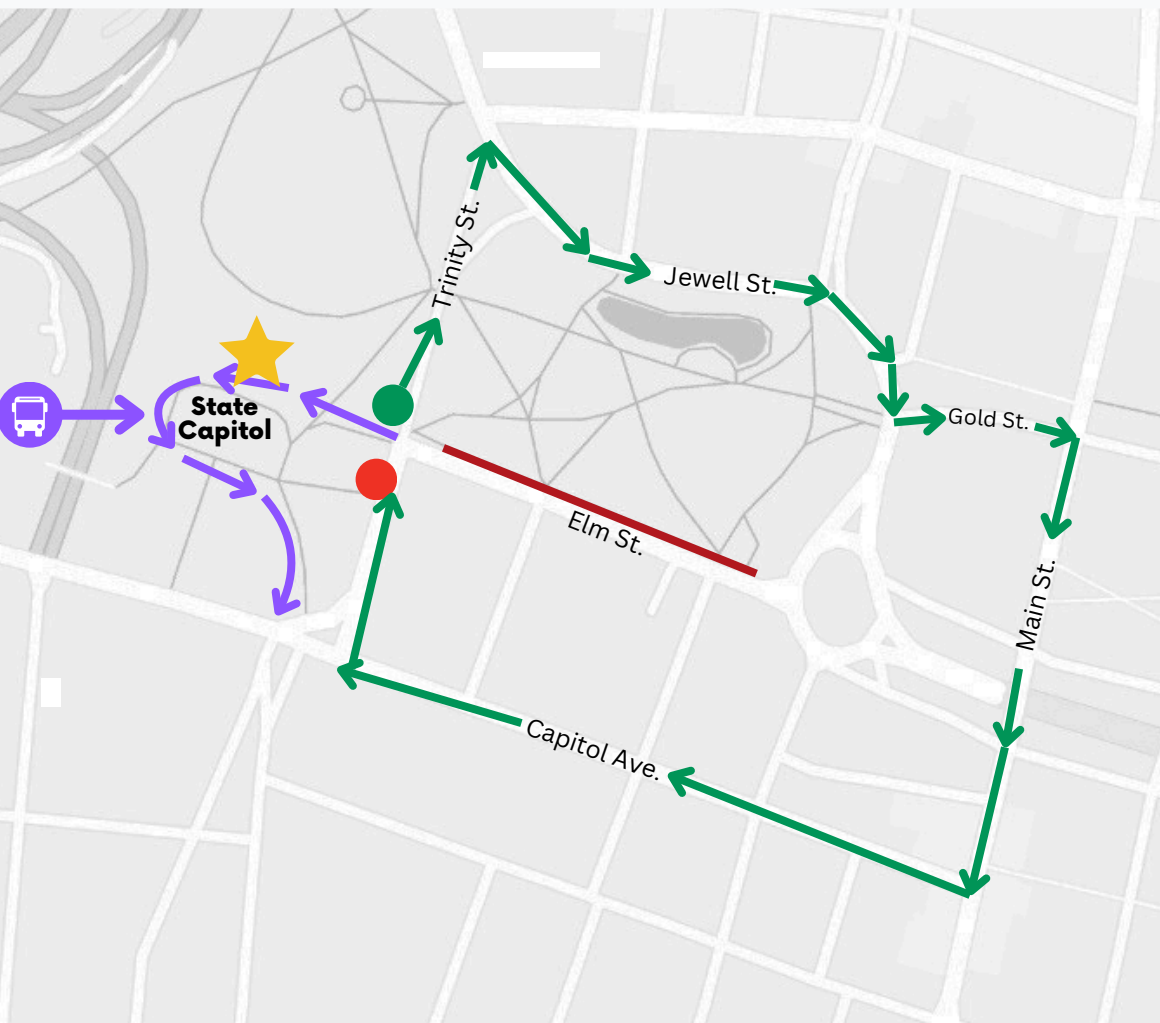 Trinity St.
Jewell St.
State
Capitol
Gold St.
Elm St.
Main St.
Capitol Ave.